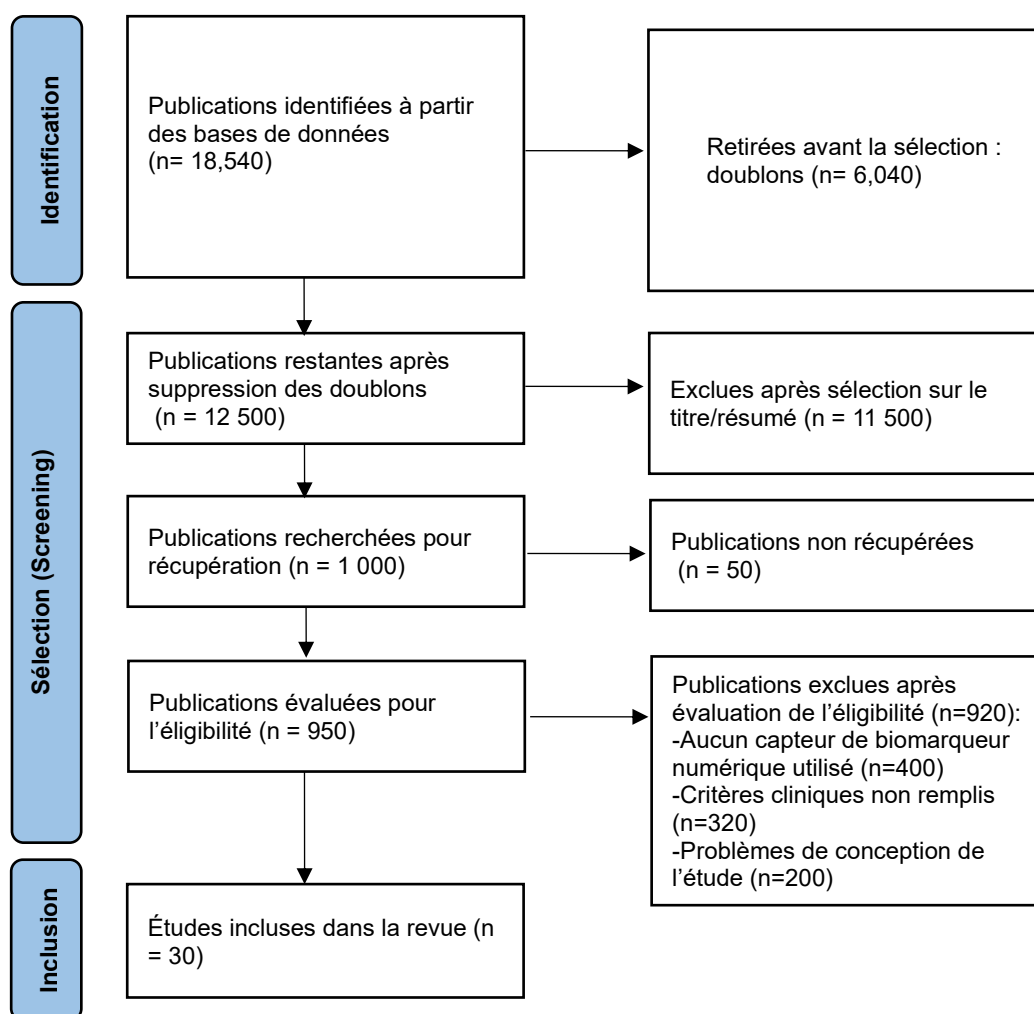 Identification
Publications identifiées à partir
des bases de données
(n= 18,540)
Retirées avant la sélection :
doublons (n= 6,040)
Sélection (Screening)
Publications restantes après
suppression des doublons
(n = 12 500)
Exclues après sélection sur le
titre/résumé (n = 11 500)
Publications recherchées pour
récupération (n = 1 000)
Publications non récupérées
(n = 50)
Publications évaluées pour
l’éligibilité (n = 950)
Publications exclues après
évaluation de l’éligibilité (n=920):
-Aucun capteur de biomarqueur
numérique utilisé (n=400)
-Critères cliniques non remplis
(n=320)
-Problèmes de conception de
l’étude (n=200)
Inclusion
Études incluses dans la revue (n
= 30)